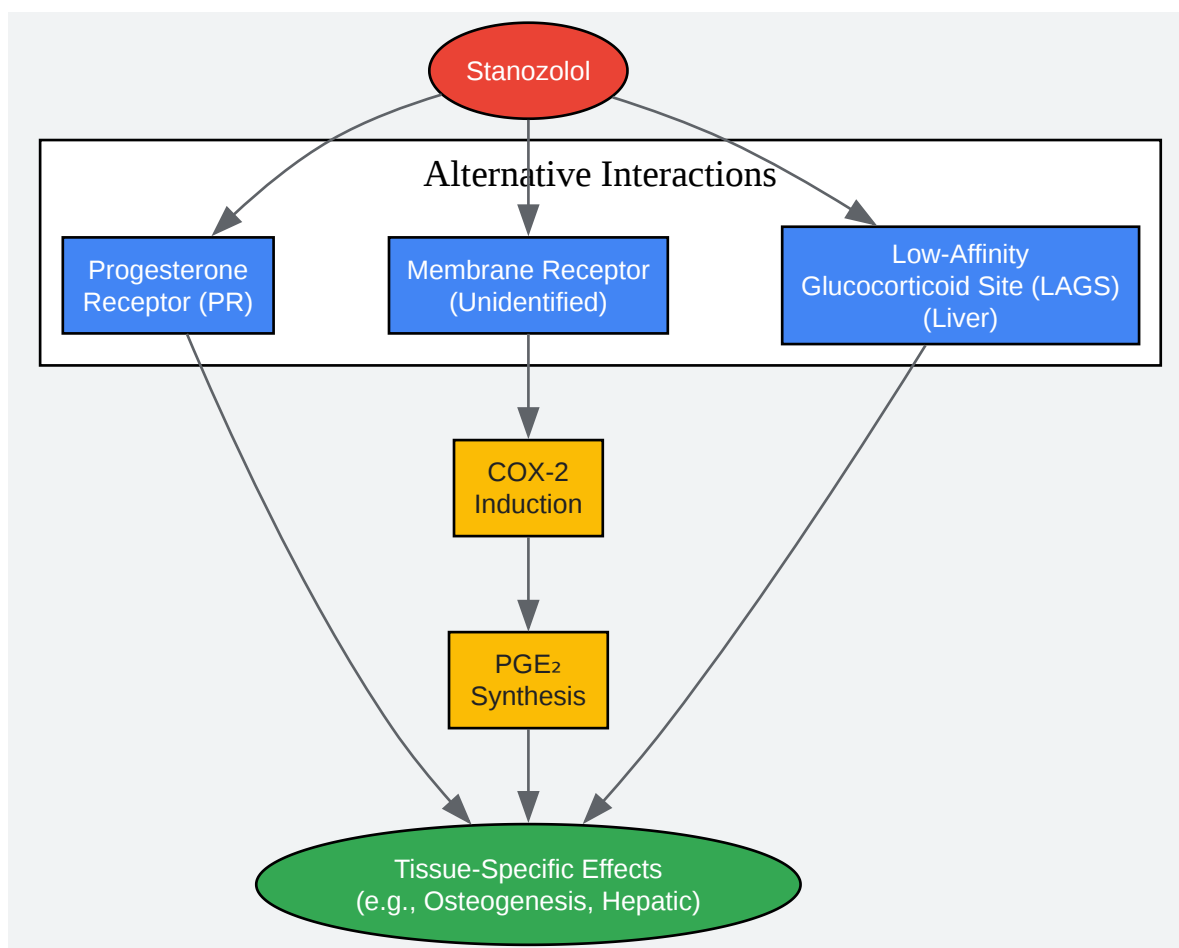 Stanozolol
Alternative Interactions
Progesterone
Receptor (PR)
Membrane Receptor
(Unidentified)
Low-Affinity
Glucocorticoid Site (LAGS)
(Liver)
COX-2
Induction
PGE₂
Synthesis
Tissue-Specific Effects
(e.g., Osteogenesis, Hepatic)